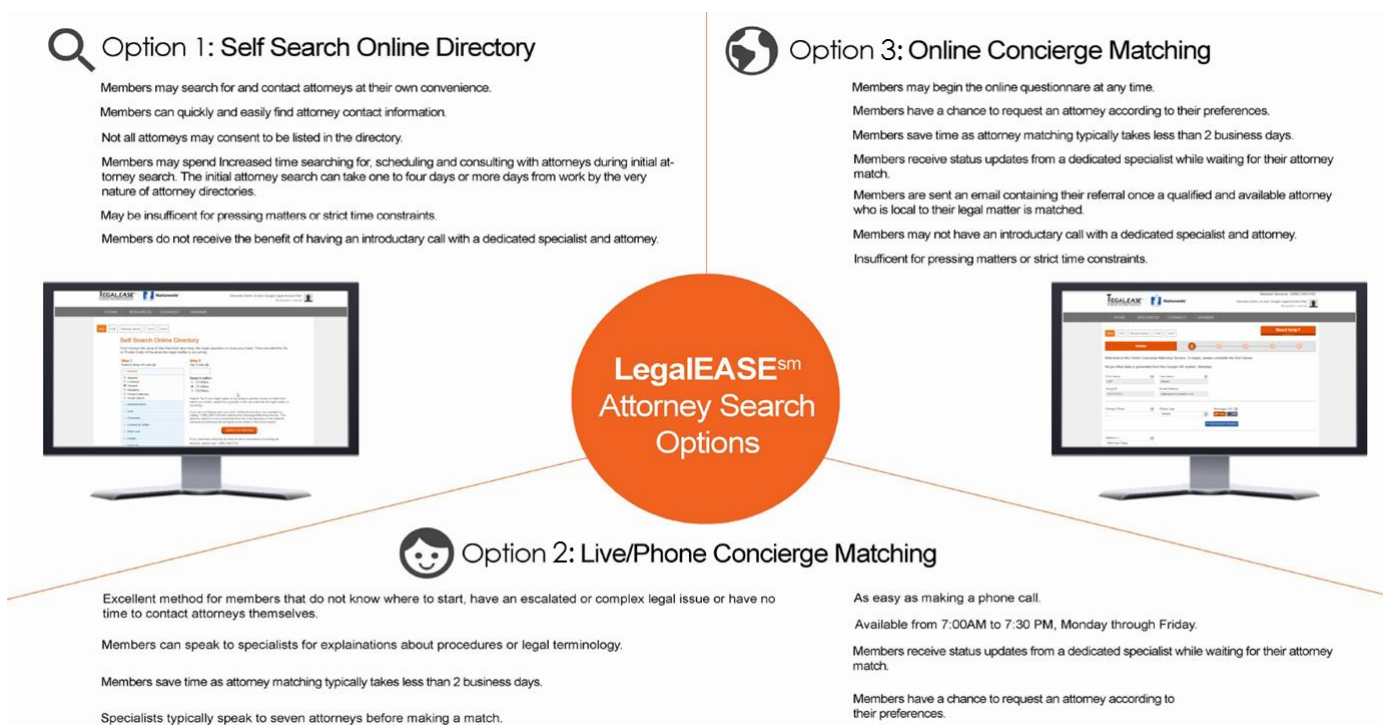 Option 1: Self Search Online Directory
Members may search for and contact attorneys at their own convenience.
Members can quickly and easily find attorney contact information.
Not all attorneys may consent to be listed in the directory.
Members may spend Increased time searching for, scheduling and consulting with attorneys during initial at-
torney search. The initial attorney search can take one to four days or more days from work by the very
nature of attorney directories.
May be insufficent for pressing matters or strict time constraints.
Members do not receive the benefit of having an introductary call with a dedicated specialist and attorney.
LEGALEASE Nationwide
HOME RESOURCES CONNECT MEMBER
Self Search Online Directory
Step 1
Step 2
Option 3: Online Concierge Matching
Members may begin the online questionnare at any time.
Members have a chance to request an attorney according to their preferences.
Members save time as attorney matching typically takes less than 2 business days.
Members receive status updates from a dedicated specialist while waiting for their attorney
match.
Members are sent an email containing their referral once a qualified and available attorney
who is local to their legal matter is matched.
Members may not have an introductary call with a dedicated specialist and attorney.
Insufficent for pressing matters or strict time constraints.
LEGALEASE Nationwide
HOME RESOURCES CONNECT MEMBER
Need Help?
LegalEASE℠
Attorney Search
Options
Option 2: Live/Phone Concierge Matching
Excellent method for members that do not know where to start, have an escalated or complex legal issue or have no
time to contact attorneys themselves.
Members can speak to specialists for explainations about procedures or legal terminology.
Members save time as attorney matching typically takes less than 2 business days.
Specialists typically speak to seven attorneys before making a match.
As easy as making a phone call.
Available from 7:00AM to 7:30 PM, Monday through Friday.
Members receive status updates from a dedicated specialist while waiting for their attorney
match.
Members have a chance to request an attorney according to
their preferences.